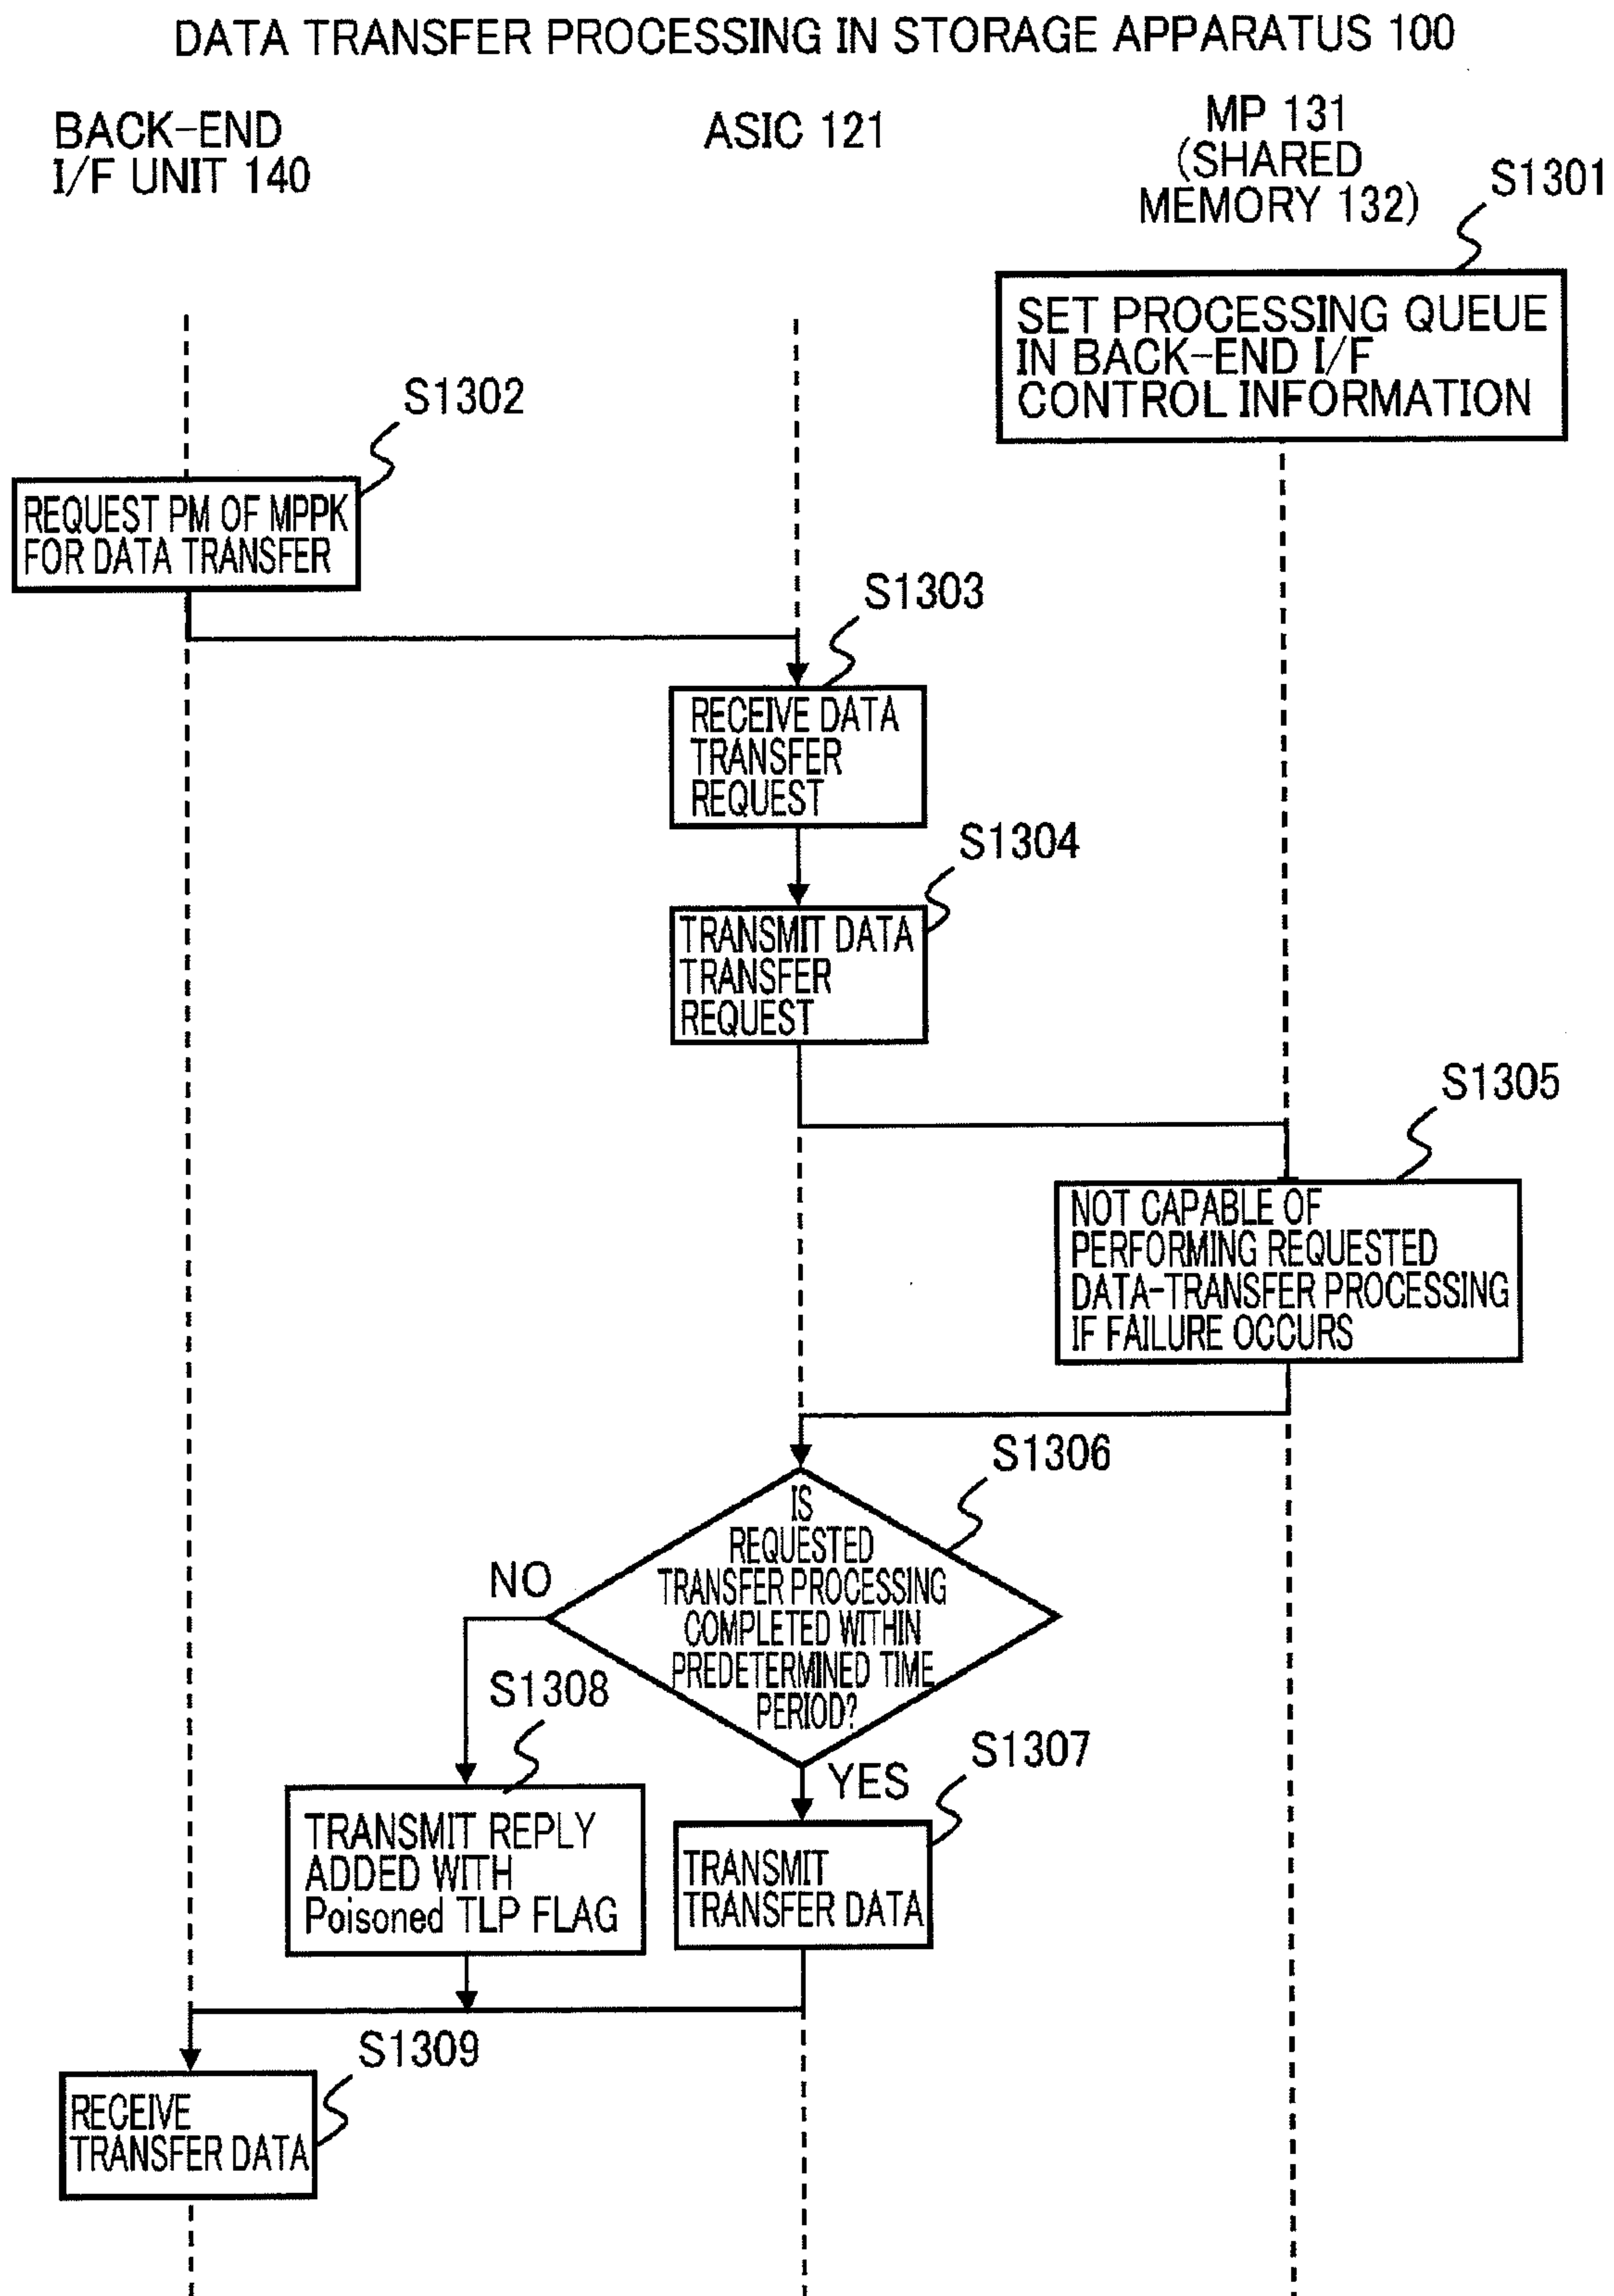 DATA TRANSFER PROCESSING IN STORAGE APPARATUS 100
BACK-END
I/F UNIT 140
ASIC 121
MP 131
(SHARED
MEMORY 132)
S1301
SET PROCESSING QUEUE
IN BACK-END I/F
CONTROL INFORMATION
S1302
REQUEST PM OF MPPK
FOR DATA TRANSFER
S1303
RECEIVE DATA
TRANSFER
REQUEST
S1304
TRANSMIT DATA
TRANSFER
REQUEST
S1305
NOT CAPABLE OF
PERFORMING REQUESTED
DATA-TRANSFER PROCESSING
IF FAILURE OCCURS
S1306
IS
REQUESTED
TRANSFER PROCESSING
COMPLETED WITHIN
PREDETERMINED TIME
PERIOD?
NO
YES
S1308
TRANSMIT REPLY
ADDED WITH
Poisoned TLP FLAG
S1307
TRANSMIT
TRANSFER DATA
S1309
RECEIVE
TRANSFER DATA